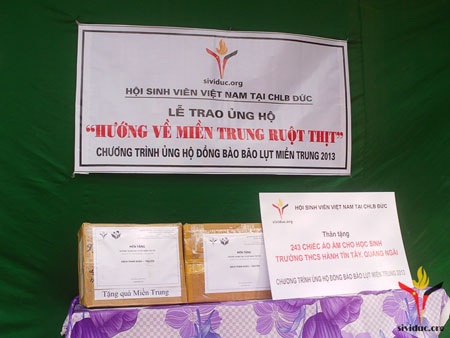 sividuc.org
HỘI SINH VIÊN VIỆT NAM TẠI CHLB ĐỨC
LỄ TRAO ỦNG HỘ
"HƯỚNG VỀ MIỀN TRUNG RUỘT THỊT"
CHƯƠNG TRÌNH ỦNG HỘ ĐỒNG BÀO BÃO LỤT MIỀN TRUNG 2013
sividuc.org
HỘI SINH VIÊN VIỆT NAM TẠI CHLB ĐỨC
Thân tặng
243 CHIẾC ÁO ẤM CHO HỌC SINH
TRƯỜNG THCS HÀNH TÍN TÂY, QUẢNG NGÃI
CHƯƠNG TRÌNH ỦNG HỘ ĐỒNG BÀO BÃO LỤT MIỀN TRUNG 2013
Tặng quà Miền Trung
sividuc.org